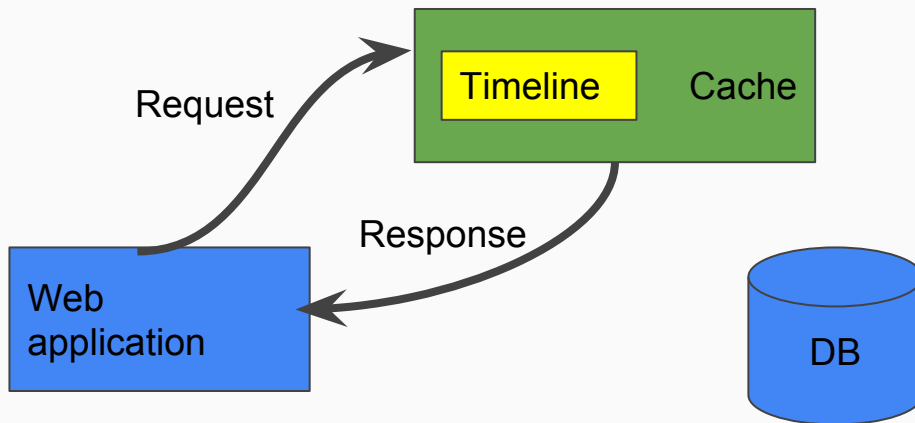 Timeline
Cache
Request
Response
Web
application
DB